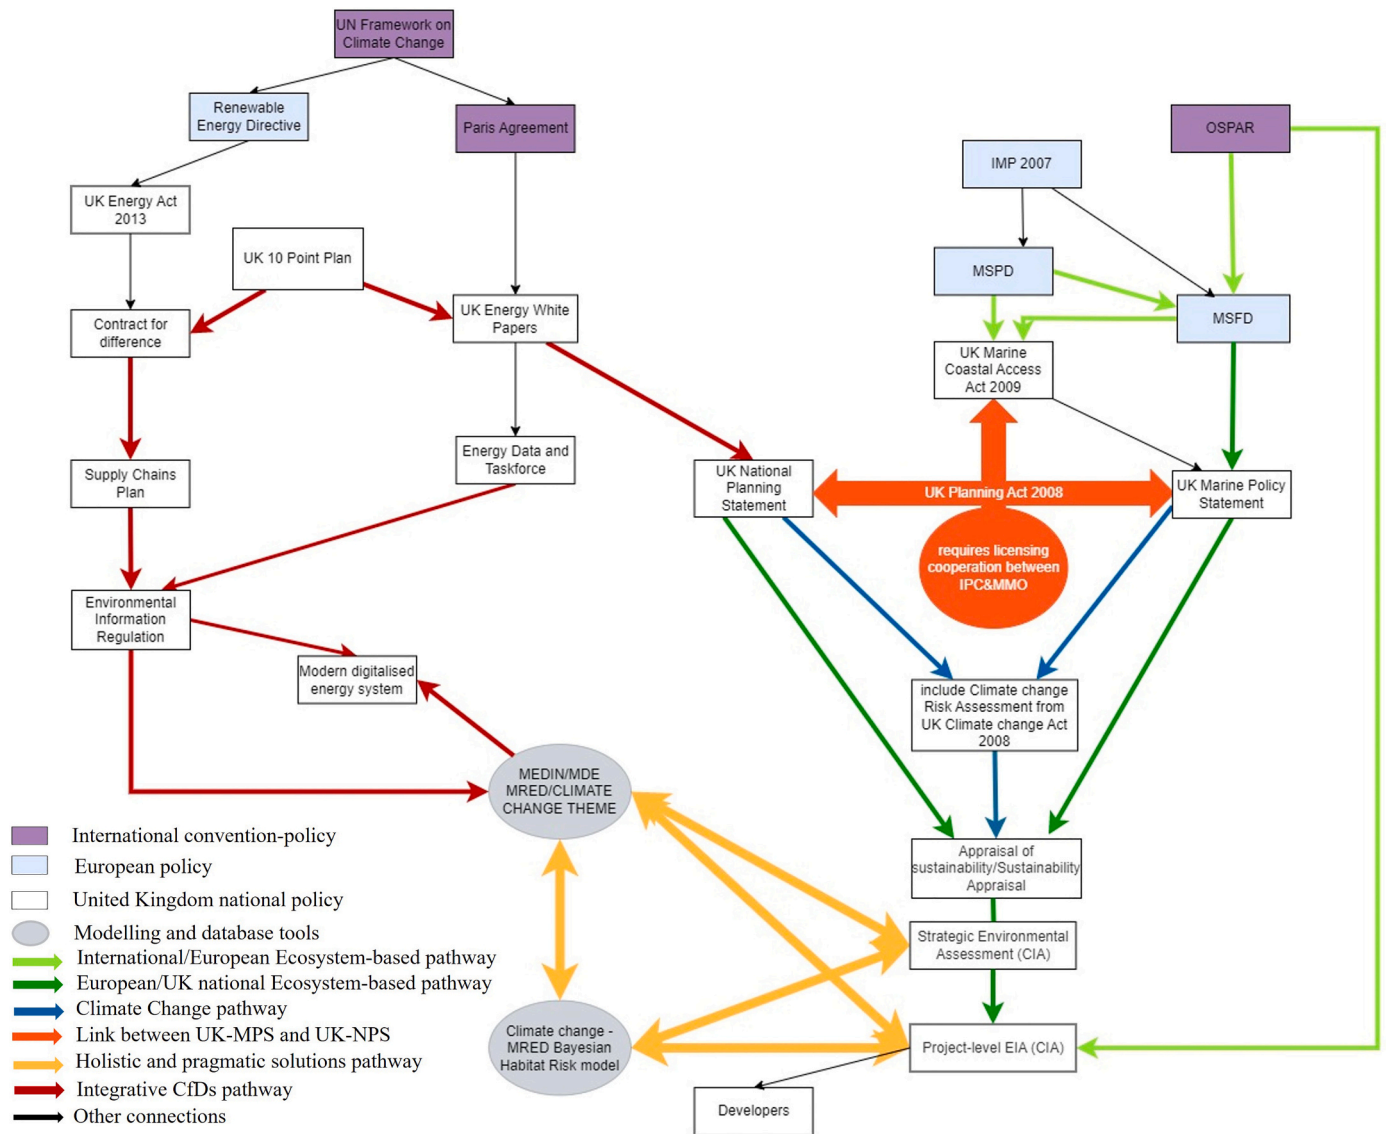 UN Framework on
Climate Change
Renewable
Energy Directive
Paris Agreement
OSPAR
IMP 2007
UK Energy Act
2013
UK 10 Point Plan
MSPD
Contract for
difference
UK Energy White
Papers
MSFD
UK Marine
Coastal Access
Act 2009
Supply Chains
Plan
Energy Data and
Taskforce
UK National
Planning
Statement
UK Planning Act 2008
UK Marine Policy
Statement
requires licensing
cooperation between
IPC&MMO
Environmental
Information
Regulation
Modern digitalised
energy system
include Climate change
Risk Assessment from
UK Climate change Act
2008
MEDIN/MDE
MRED/CLIMATE
CHANGE THEME
Appraisal of
sustainability/Sustainability
Appraisal
Strategic Environmental
Assessment (CIA)
Climate change -
MRED Bayesian
Habitat Risk model
Project-level EIA (CIA)
Developers
International convention-policy
European policy
United Kingdom national policy
Modelling and database tools
International/European Ecosystem-based pathway
European/UK national Ecosystem-based pathway
Climate Change pathway
Link between UK-MPS and UK-NPS
Holistic and pragmatic solutions pathway
Integrative CfDs pathway
Other connections